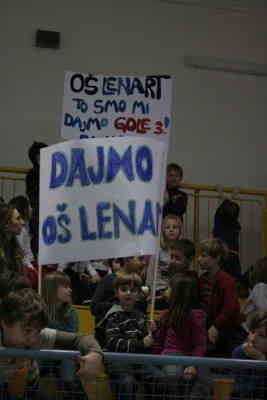 OŠ LENART
TO SMO MI
DAJMO GOLE 3.!
DAJMO
OŠ LENA